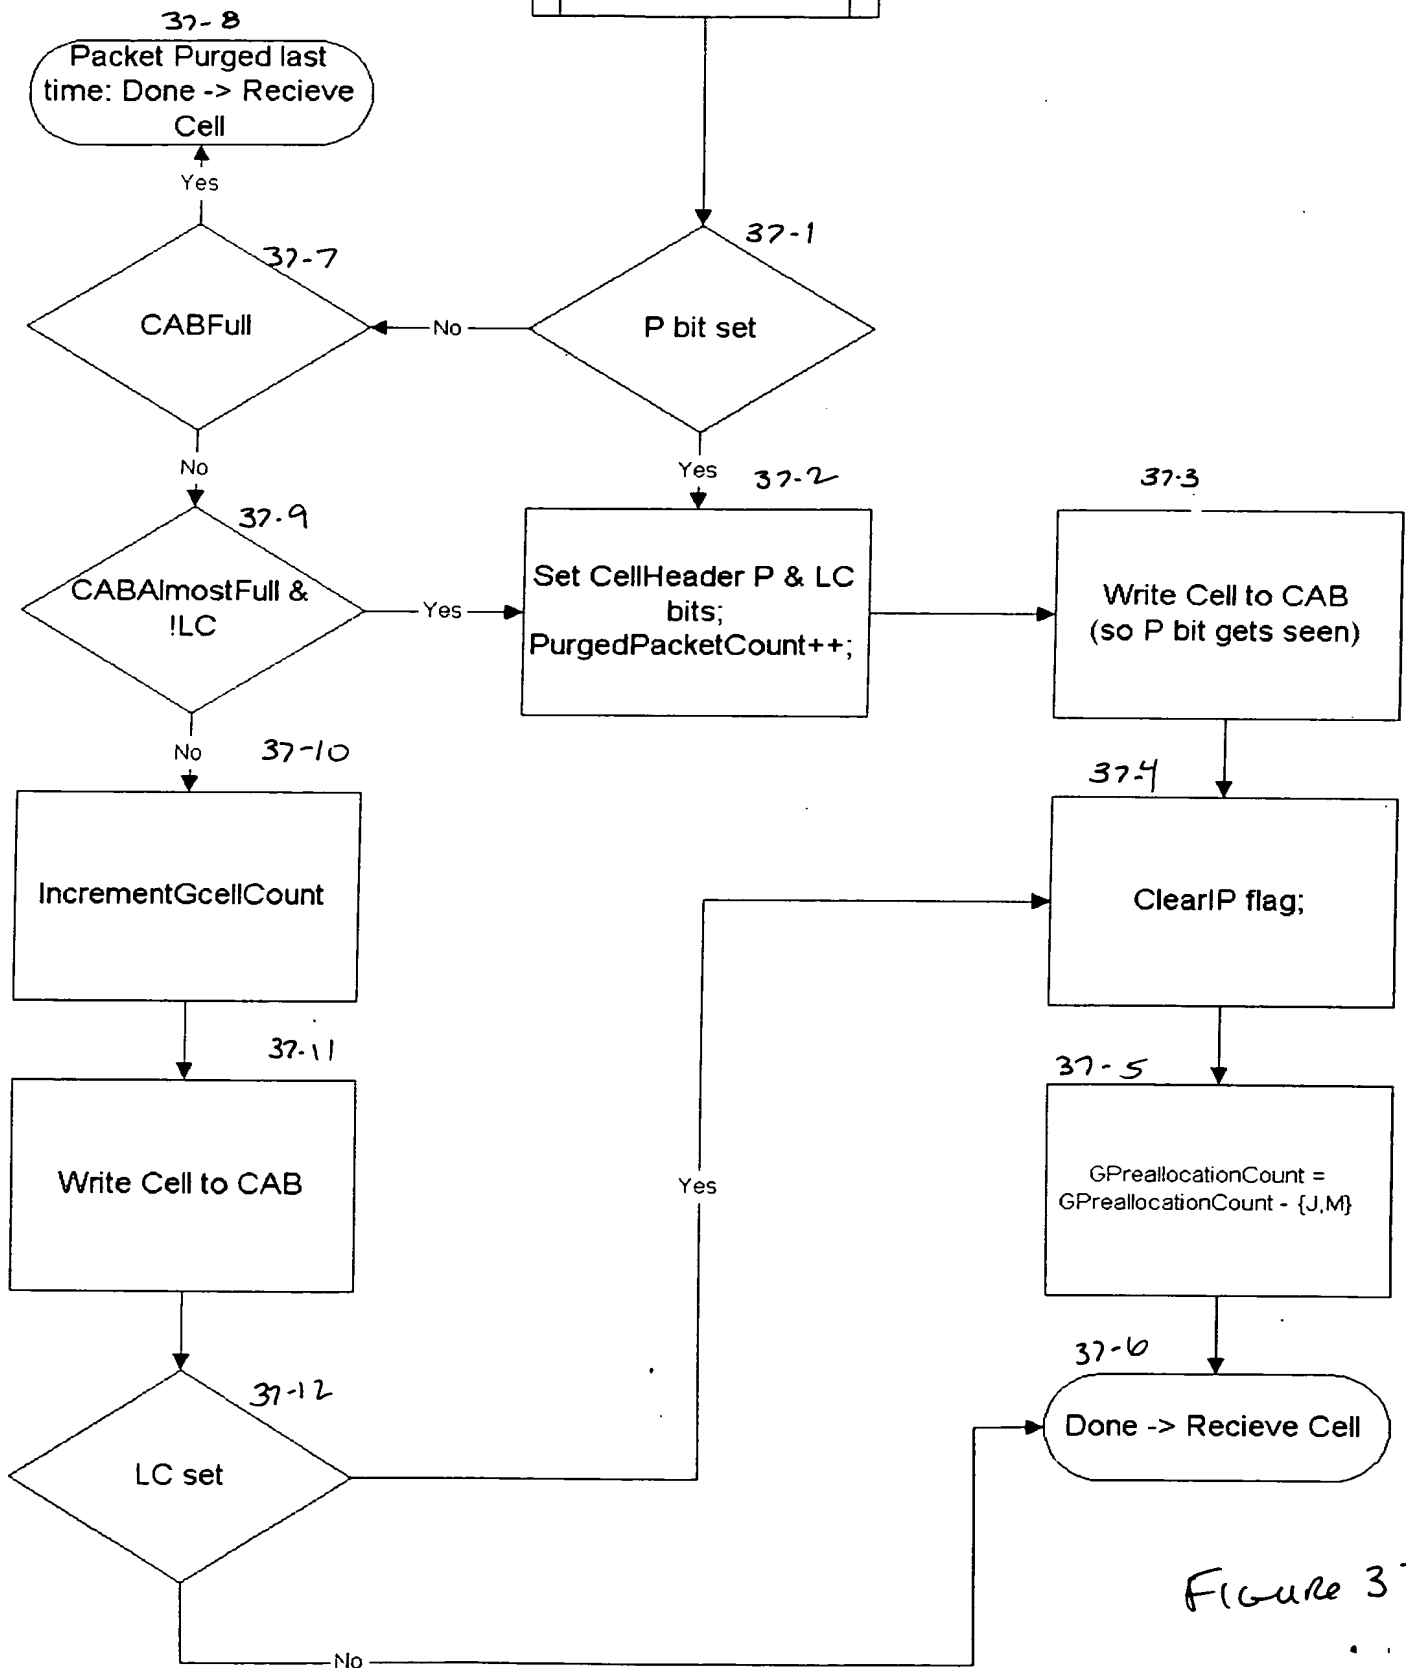 37-8
Packet Purged last
time: Done -> Recieve
Cell
Yes
37-7
CABFull
No
37-1
P bit set
No
Yes
37-9
CABAlmostFull &
!LC
Yes
37-2
Set CellHeader P & LC
bits;
PurgedPacketCount++;
37-3
Write Cell to CAB
(so P bit gets seen)
No
37-10
IncrementGcellCount
37-4
ClearIP flag;
37-11
Write Cell to CAB
Yes
37-5
GPreallocationCount =
GPreallocationCount - {J,M}
37-12
LC set
37-6
Done -> Recieve Cell
No
Figure 37